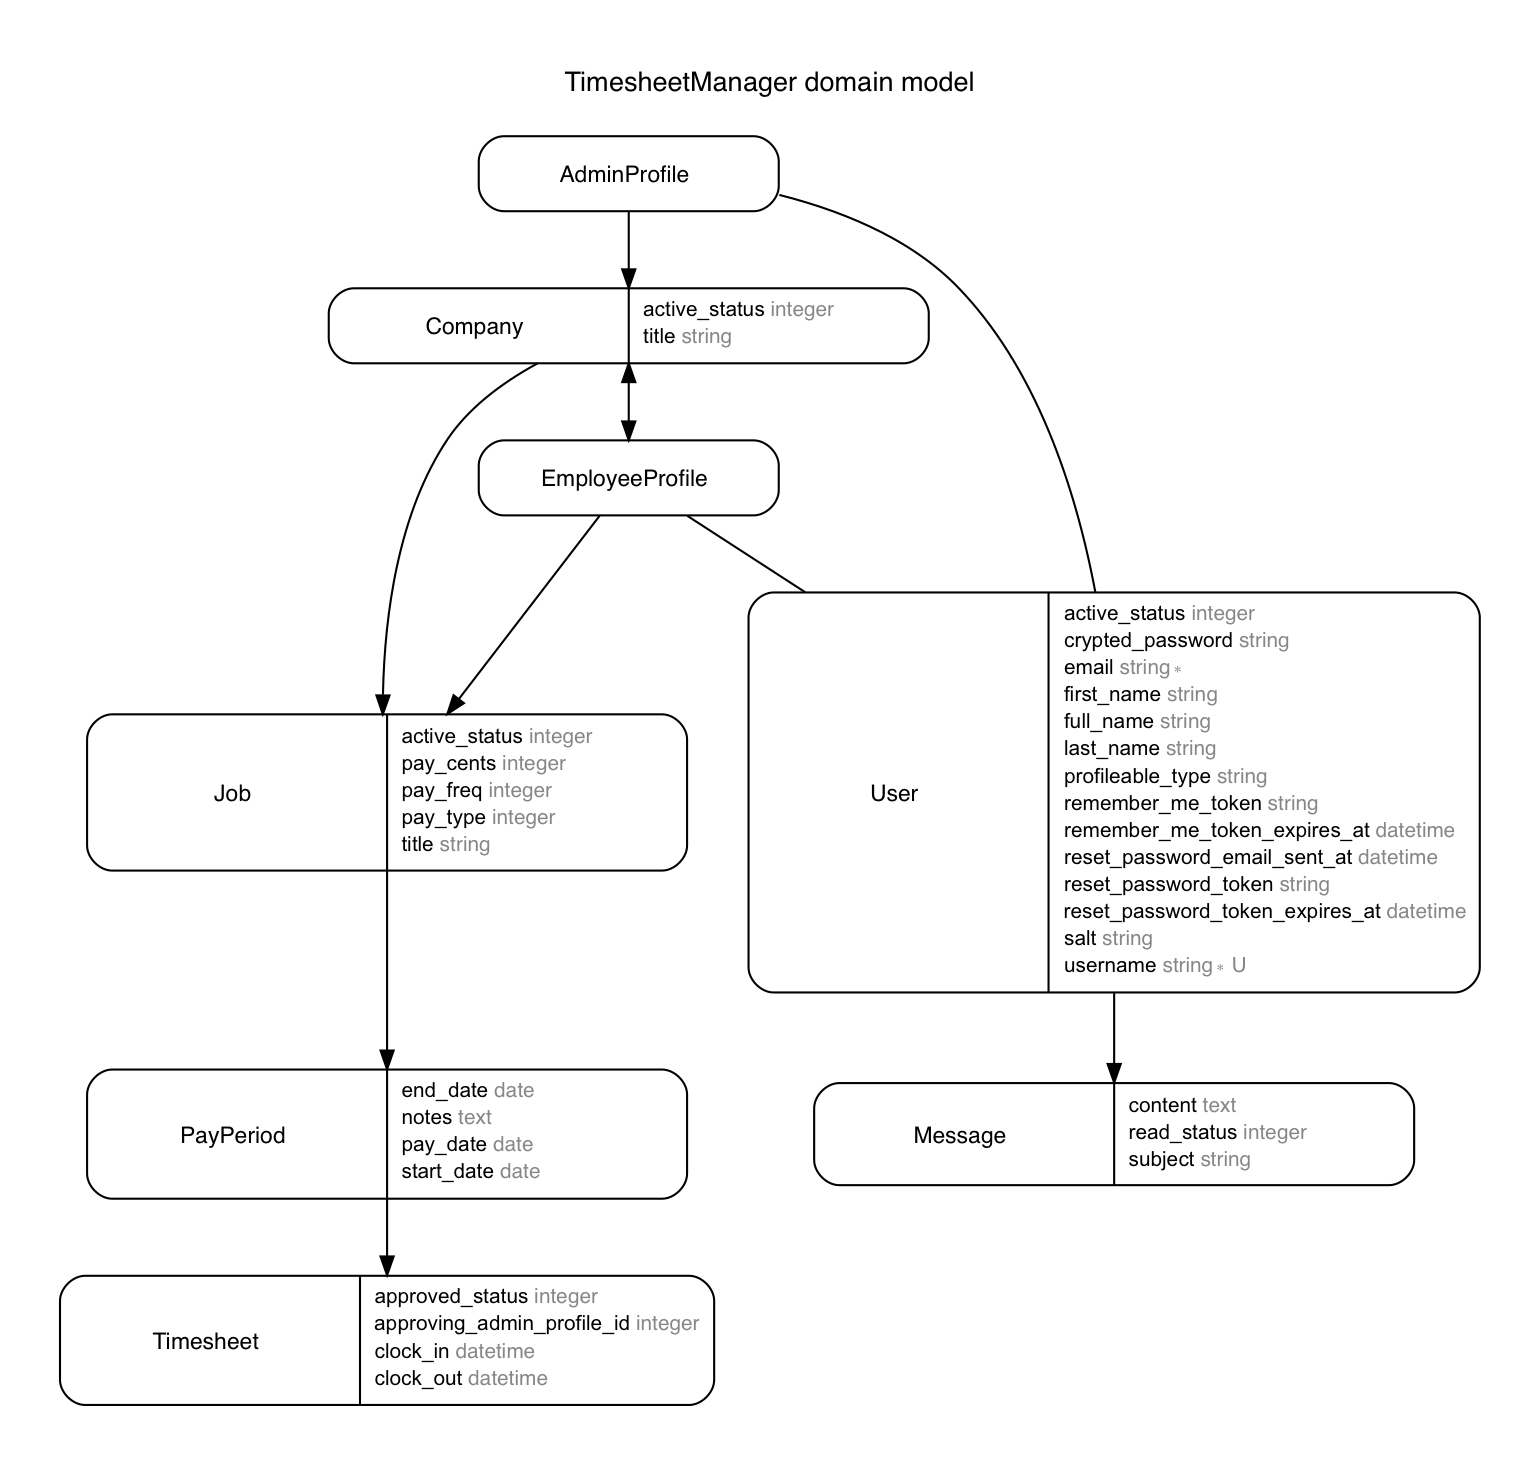 TimesheetManager domain model
AdminProfile
Company
active_status integer
title string
EmployeeProfile
Job
active_status integer
pay_cents integer
pay_freq integer
pay_type integer
title string
User
active_status integer
crypted_password string
email string *
first_name string
full_name string
last_name string
profileable_type string
remember_me_token string
remember_me_token_expires_at datetime
reset_password_email_sent_at datetime
reset_password_token string
reset_password_token_expires_at datetime
salt string
username string * U
PayPeriod
end_date date
notes text
pay_date date
start_date date
Message
content text
read_status integer
subject string
Timesheet
approved_status integer
approving_admin_profile_id integer
clock_in datetime
clock_out datetime